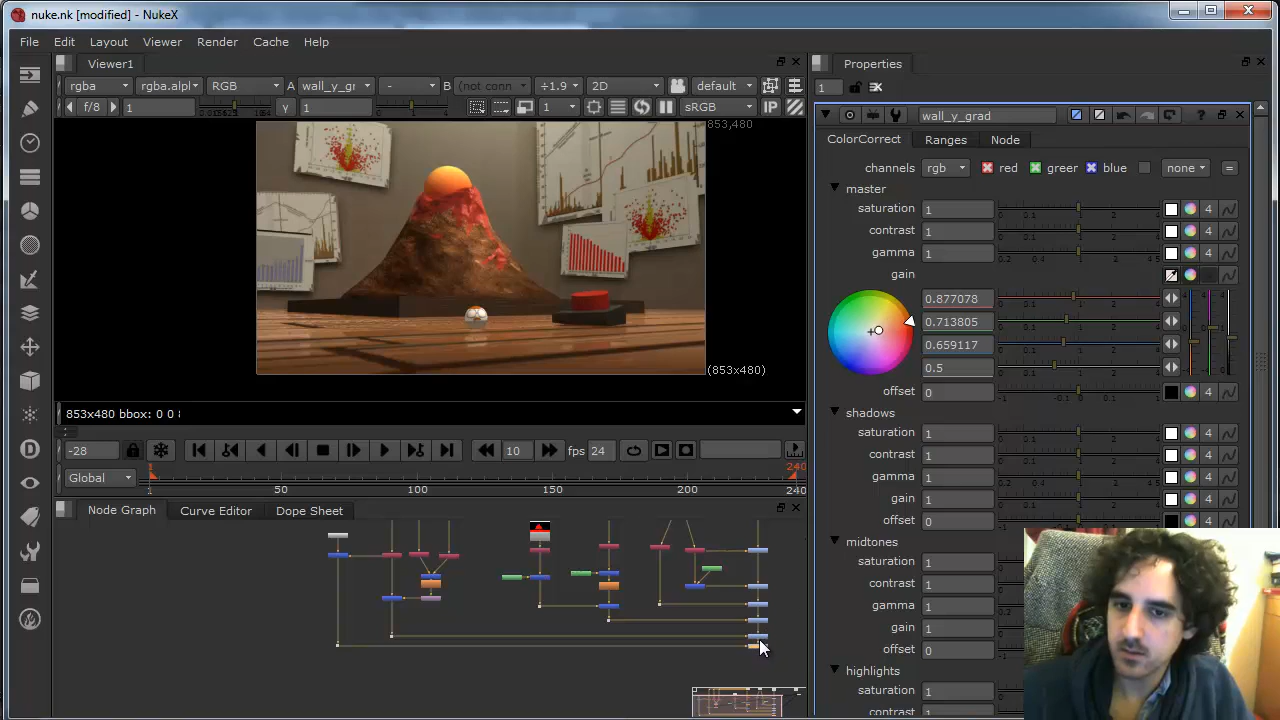 nuke.nk [modified] - NukeX
File Edit Layout Viewer Render Cache Help
Viewer1
Properties
rgba rgba.alpl RGB A wall_y_gr - B (not conn ÷1.9 2D default
f/8 1 γ 1 1 sRGB IP
1
wall_y_grad
853,480
ColorCorrect Ranges Node
channels rgb red greer blue none =
master
saturation 1
contrast 1
gamma 1
gain
0.877078
0.713805
0.659117
0.5
(853x480)
offset 0
853x480 bbox: 0 0
shadows
saturation 1
contrast 1
gamma 1
gain 1
offset 0
-28 10 fps 24
Global
1 50 100 150 200 240
240
Node Graph Curve Editor Dope Sheet
midtones
saturation 1
contrast 1
gamma 1
gain 1
offset 0
highlights
saturation 1
contrast